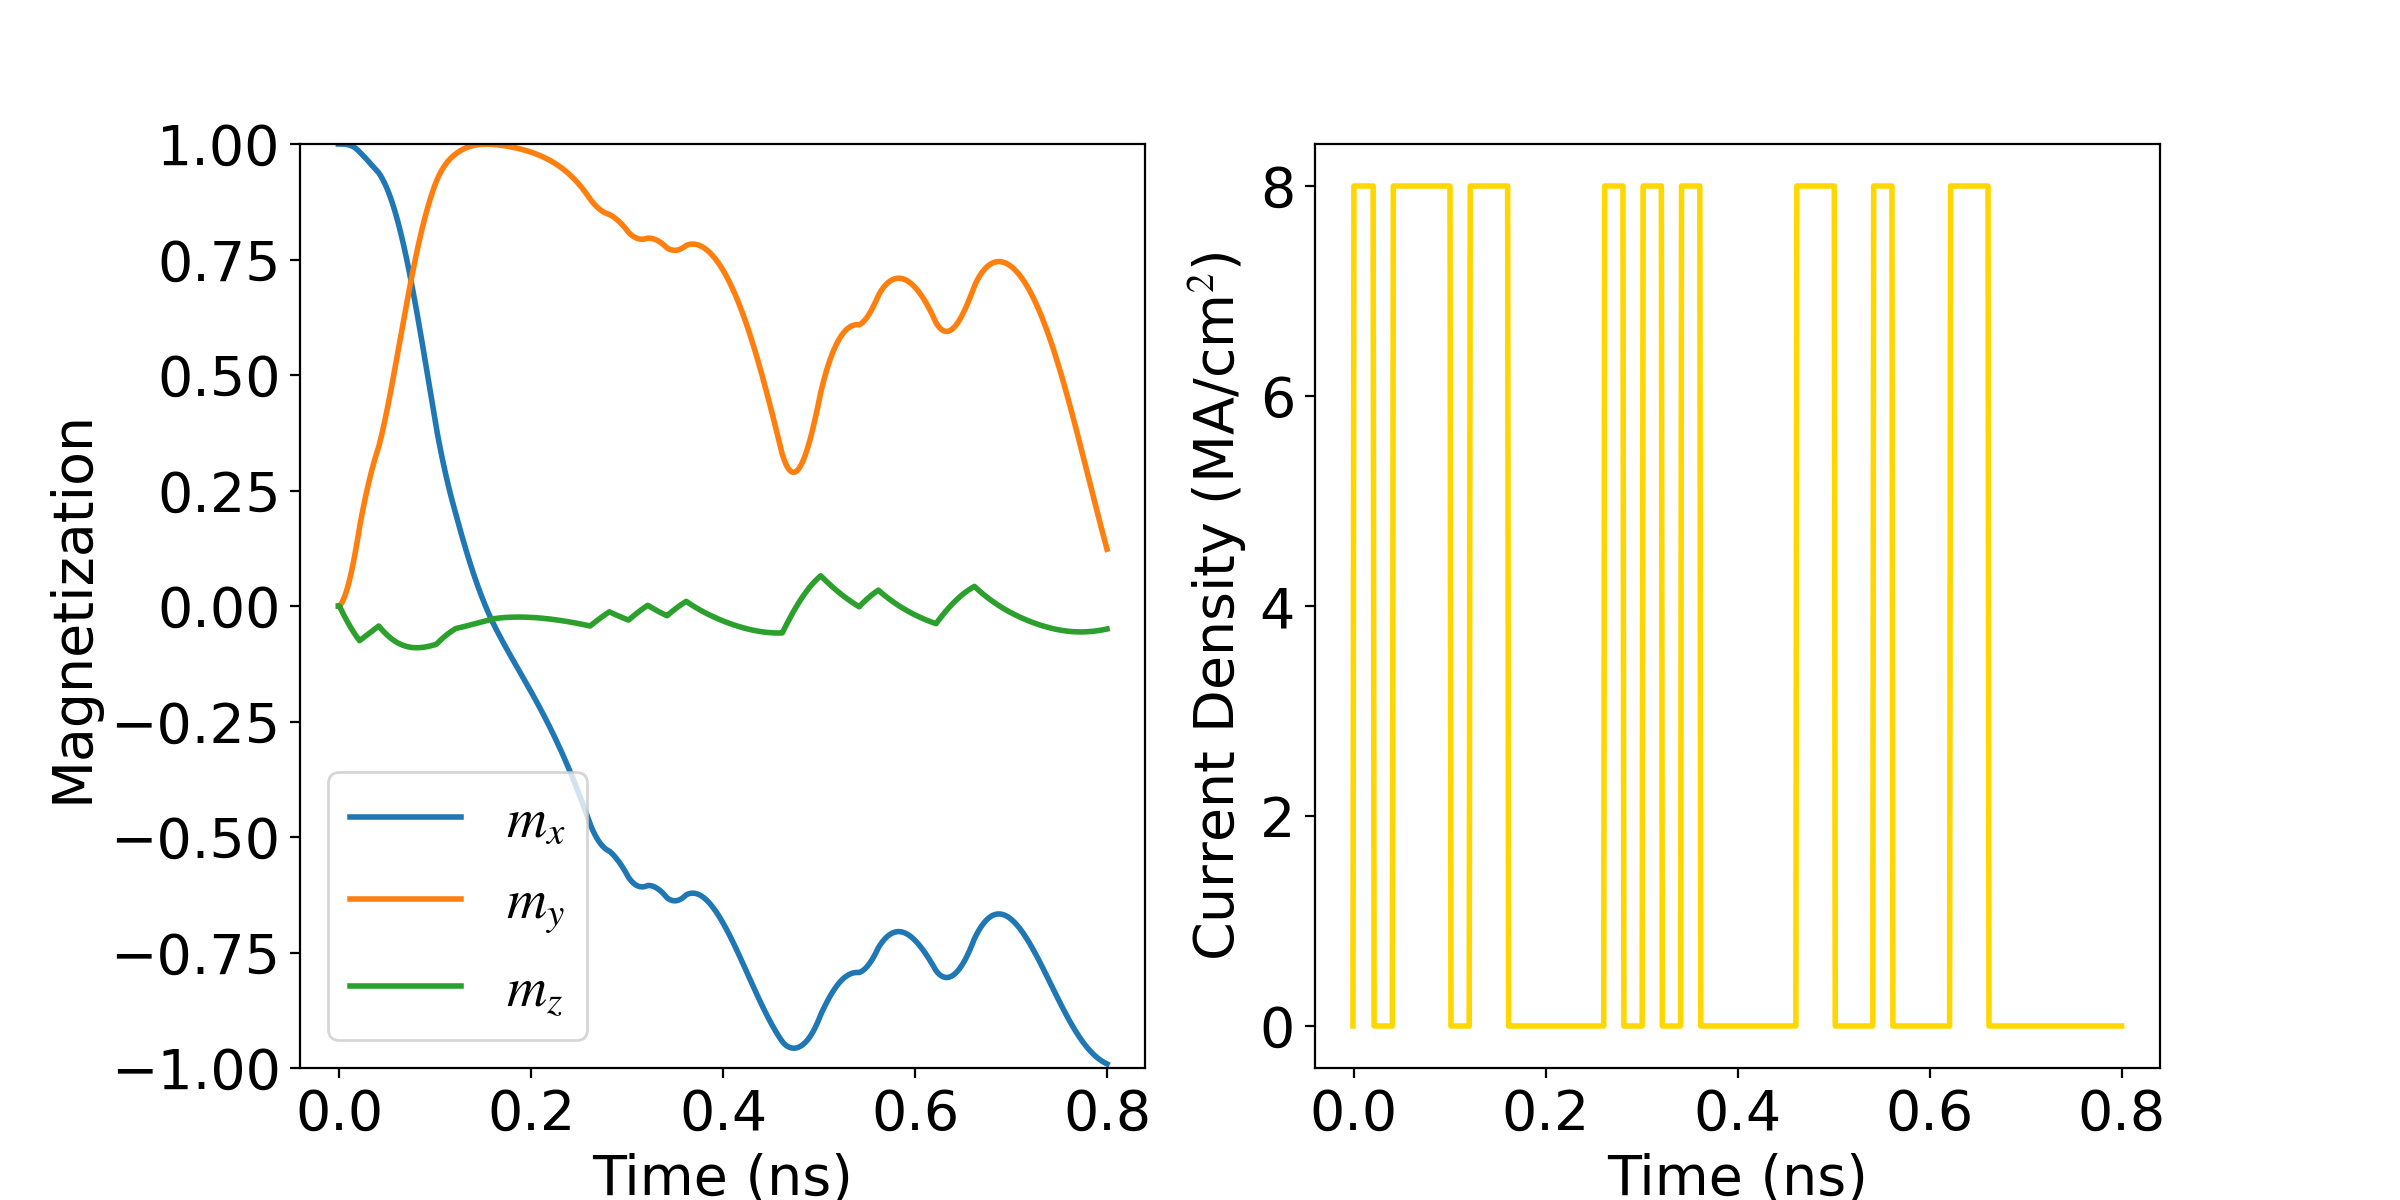 Magnetization
1.00
0.75
0.50
0.25
0.00
−0.25
−0.50
−0.75
−1.00
m_x
m_y
m_z
0.0 0.2 0.4 0.6 0.8
Time (ns)
Current Density (MA/cm²)
8
6
4
2
0
0.0 0.2 0.4 0.6 0.8
Time (ns)